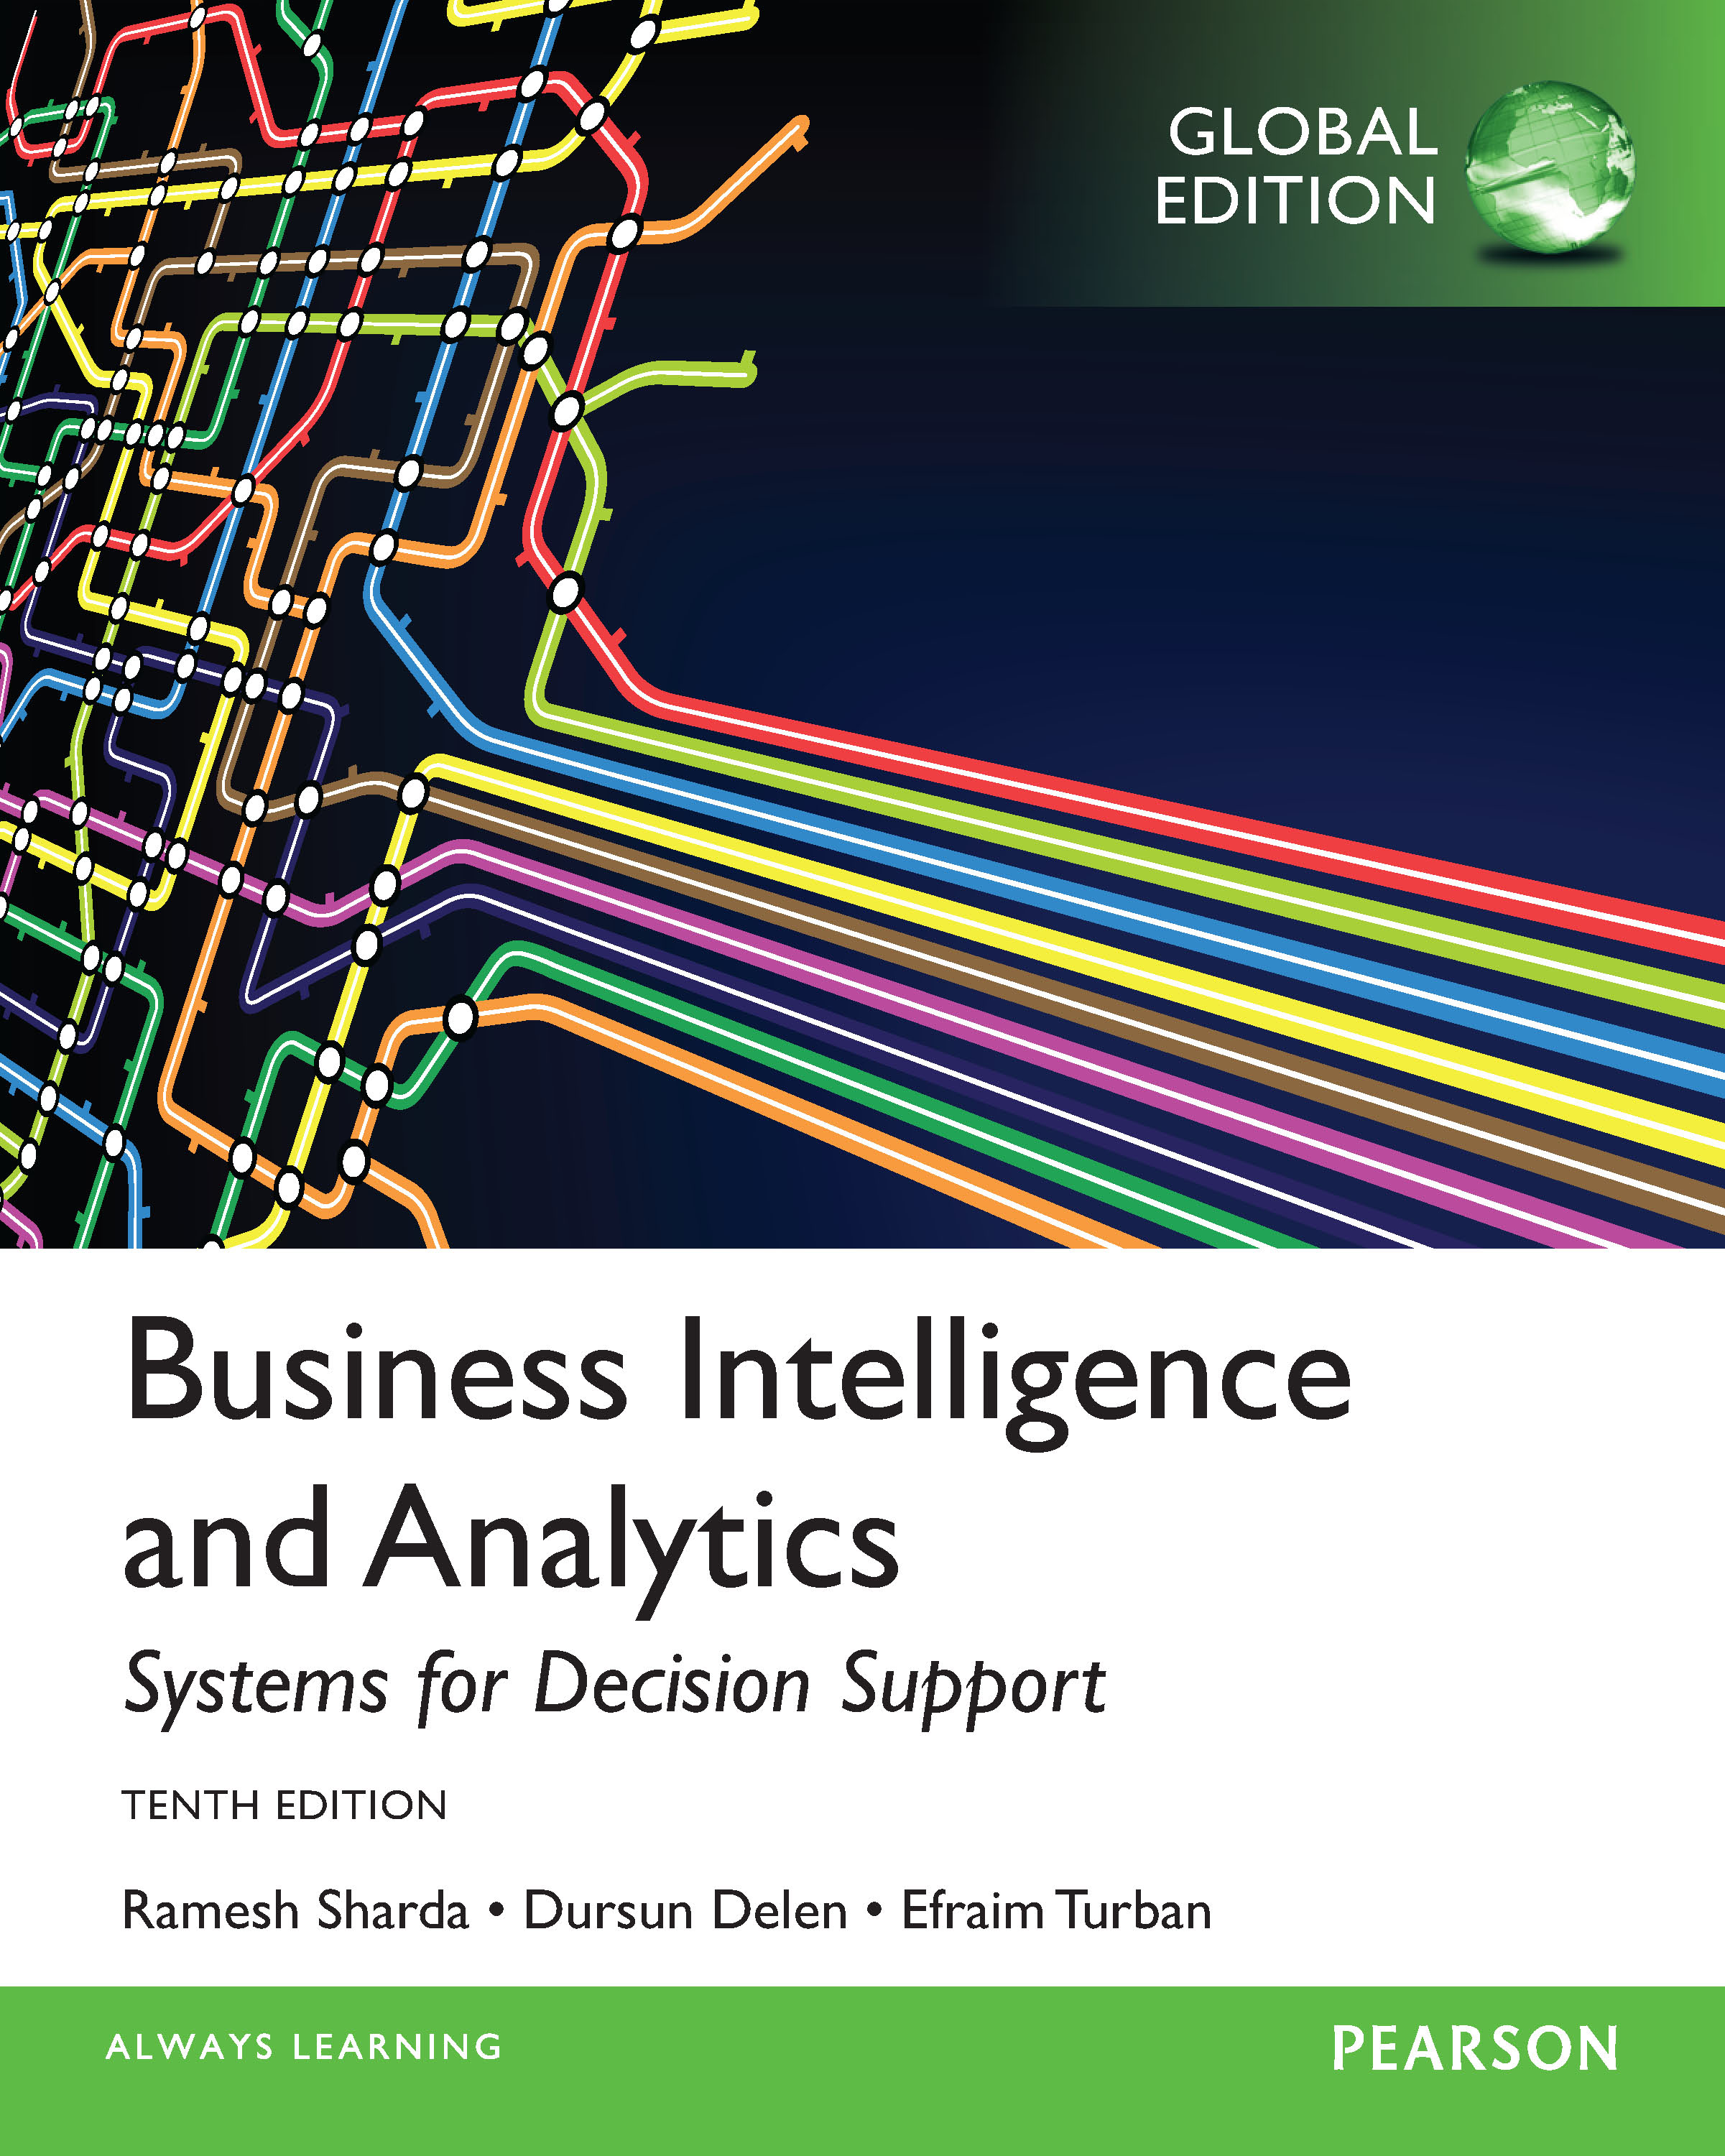 GLOBAL
EDITION
Business Intelligence
and Analytics
Systems for Decision Support
TENTH EDITION
Ramesh Sharda • Dursun Delen • Efraim Turban
ALWAYS LEARNING
PEARSON